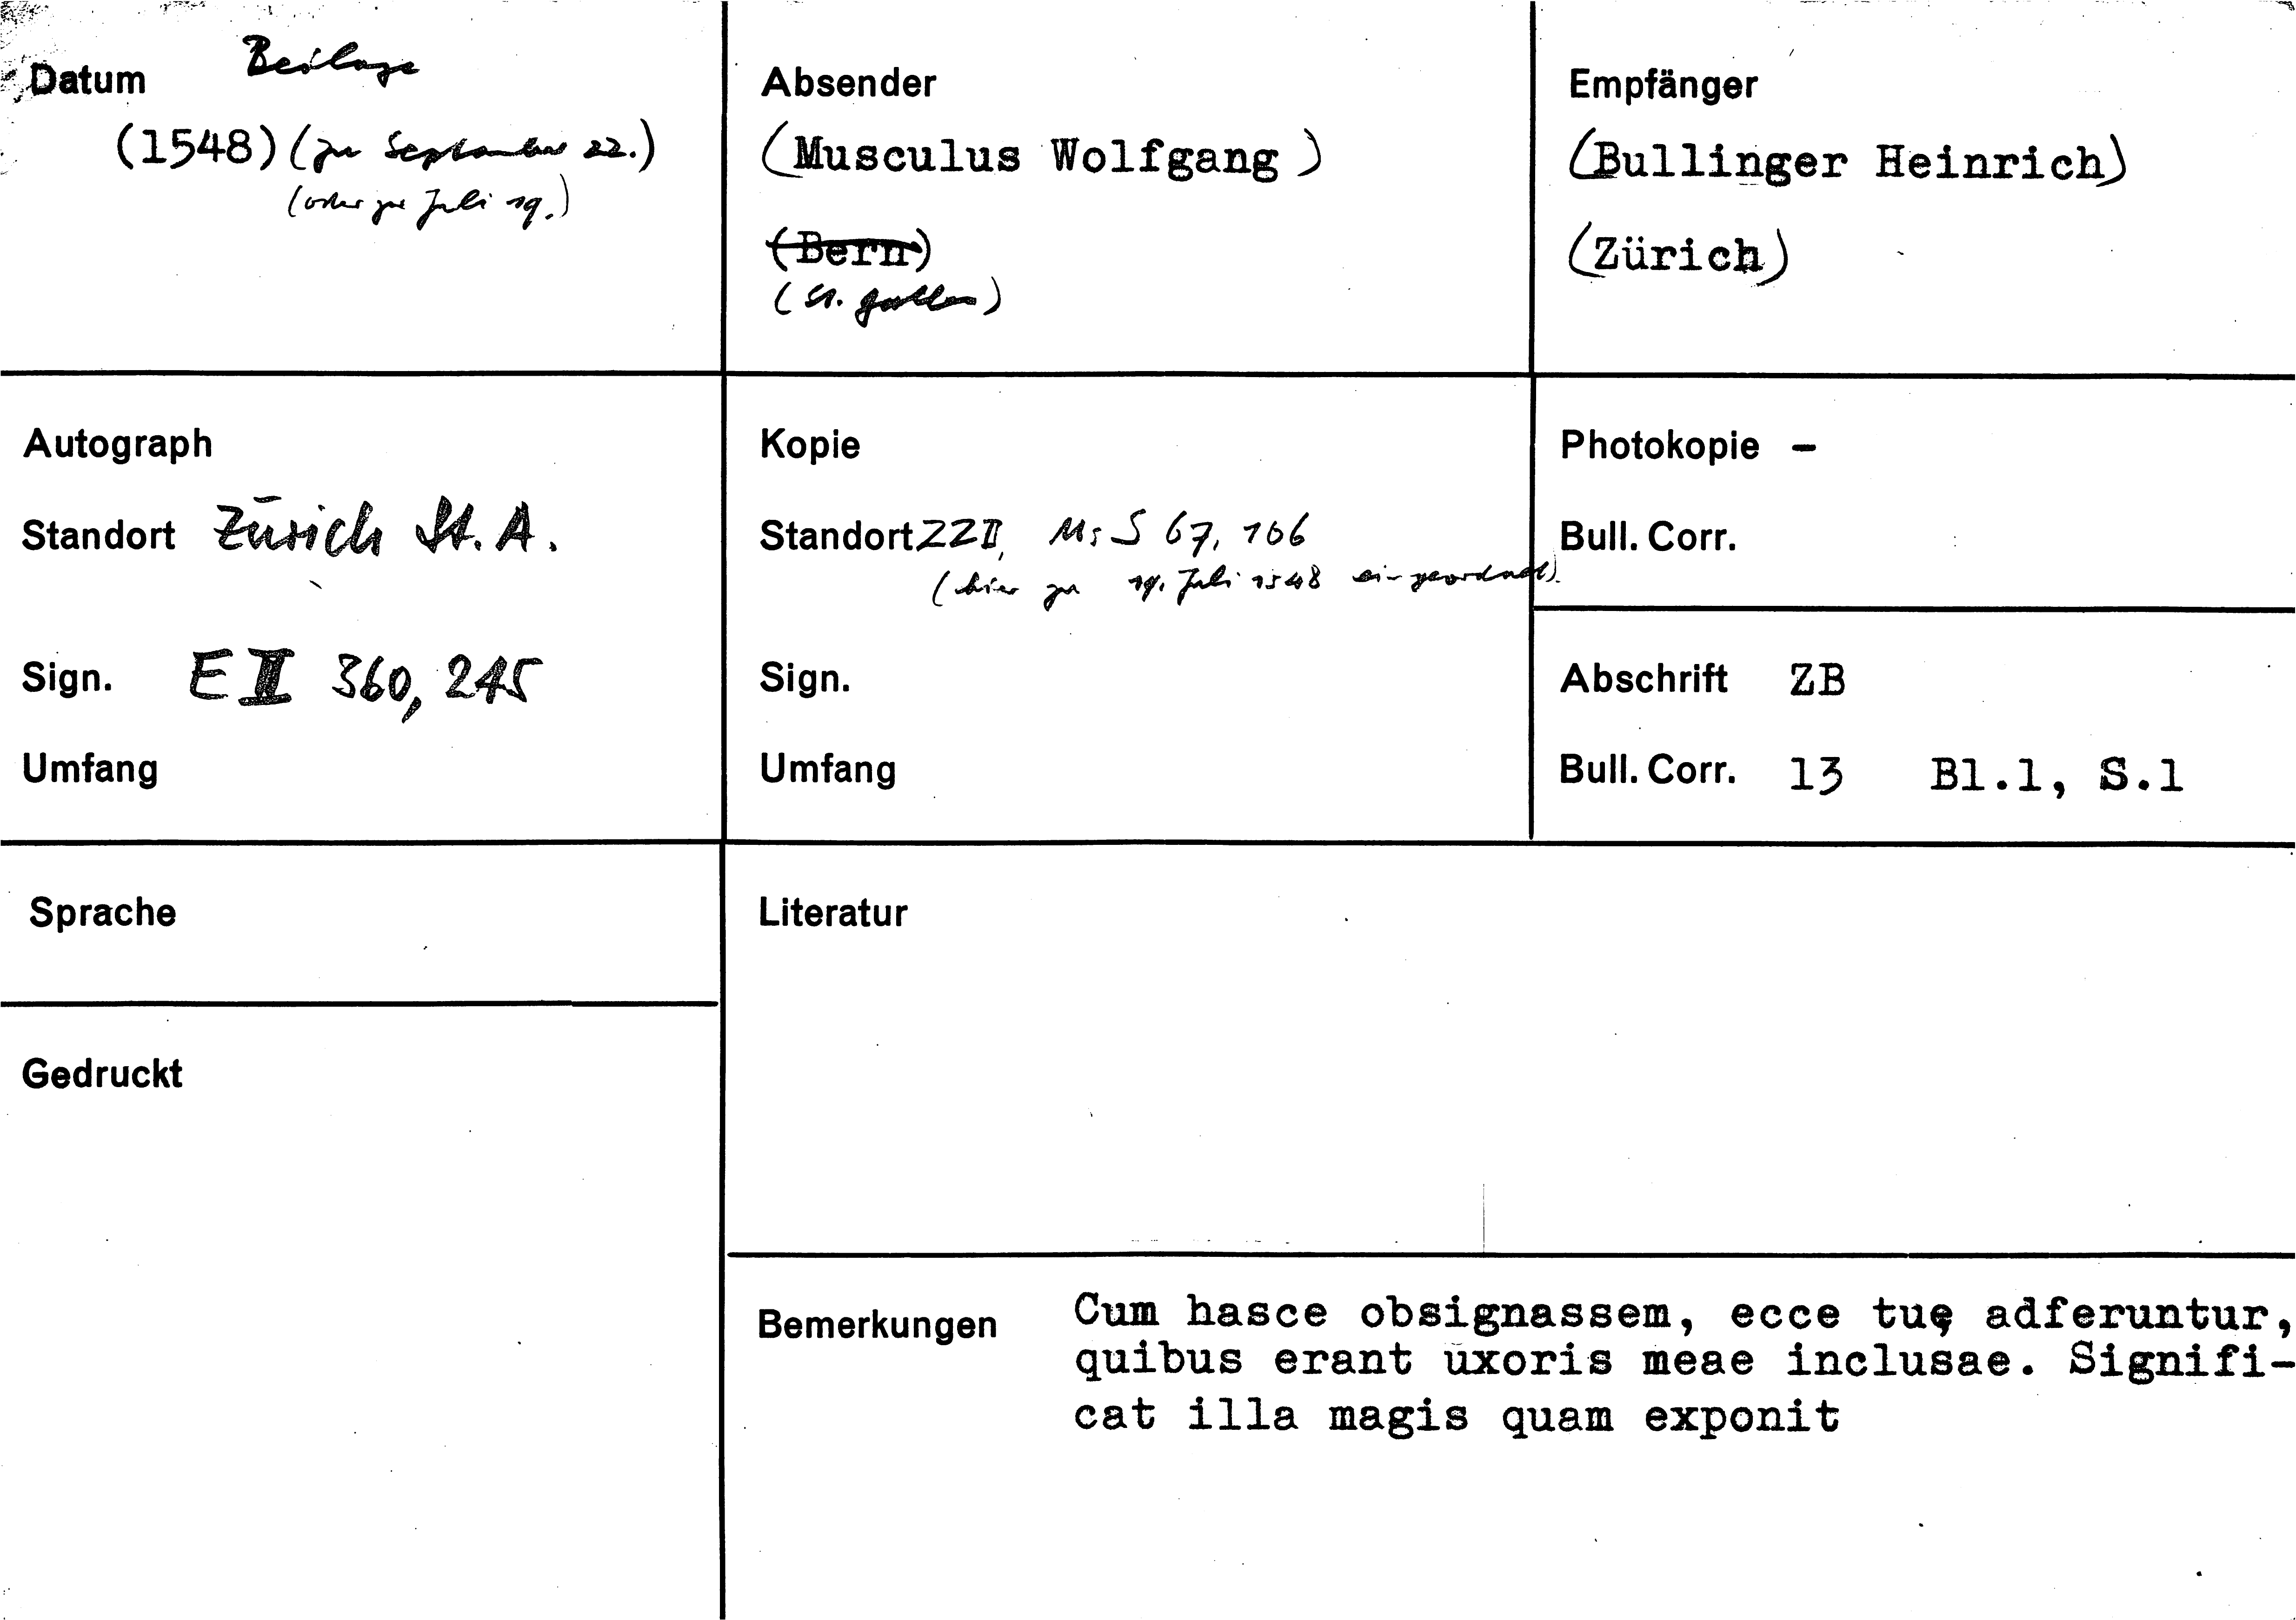 Datum Beilage
(1548) (zu September 22.)
(oder zu Juli 19.)
Absender
(Musculus Wolfgang)
(Bern)
(St. Gallen)
Empfänger
(Bullinger Heinrich)
(Zürich)
Autograph
Standort Zürich St. A.
Sign. E II 360, 245
Umfang
Kopie
Standort ZZB, Ms S 67, 106
(hier zu 19. Juli 1548 eingeordnet).
Sign.
Umfang
Photokopie -
Bull. Corr.
Abschrift ZB
Bull. Corr. 13 Bl.1, S.1
Sprache
Gedruckt
Literatur
Bemerkungen Cum hasce obsignassem, ecce tuę adferuntur,
quibus erant uxoris meae inclusae. Signifi-
cat illa magis quam exponit